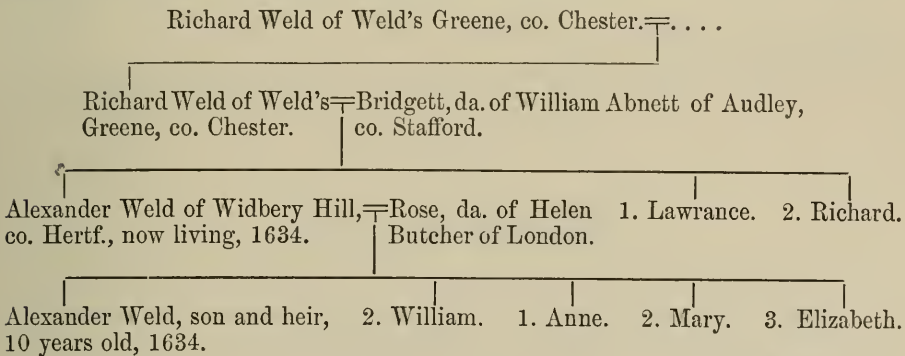 Richard Weld of Weld's Greene, co. Chester.=. . . .
Richard Weld of Weld's=Bridgett, da. of William Abnett of Audley,
Greene, co. Chester. co. Stafford.
Alexander Weld of Widbery Hill,=Rose, da. of Helen 1. Lawrance. 2. Richard.
co. Hertf., now living, 1634. Butcher of London.
Alexander Weld, son and heir, 2. William. 1. Anne. 2. Mary. 3. Elizabeth.
10 years old, 1634.